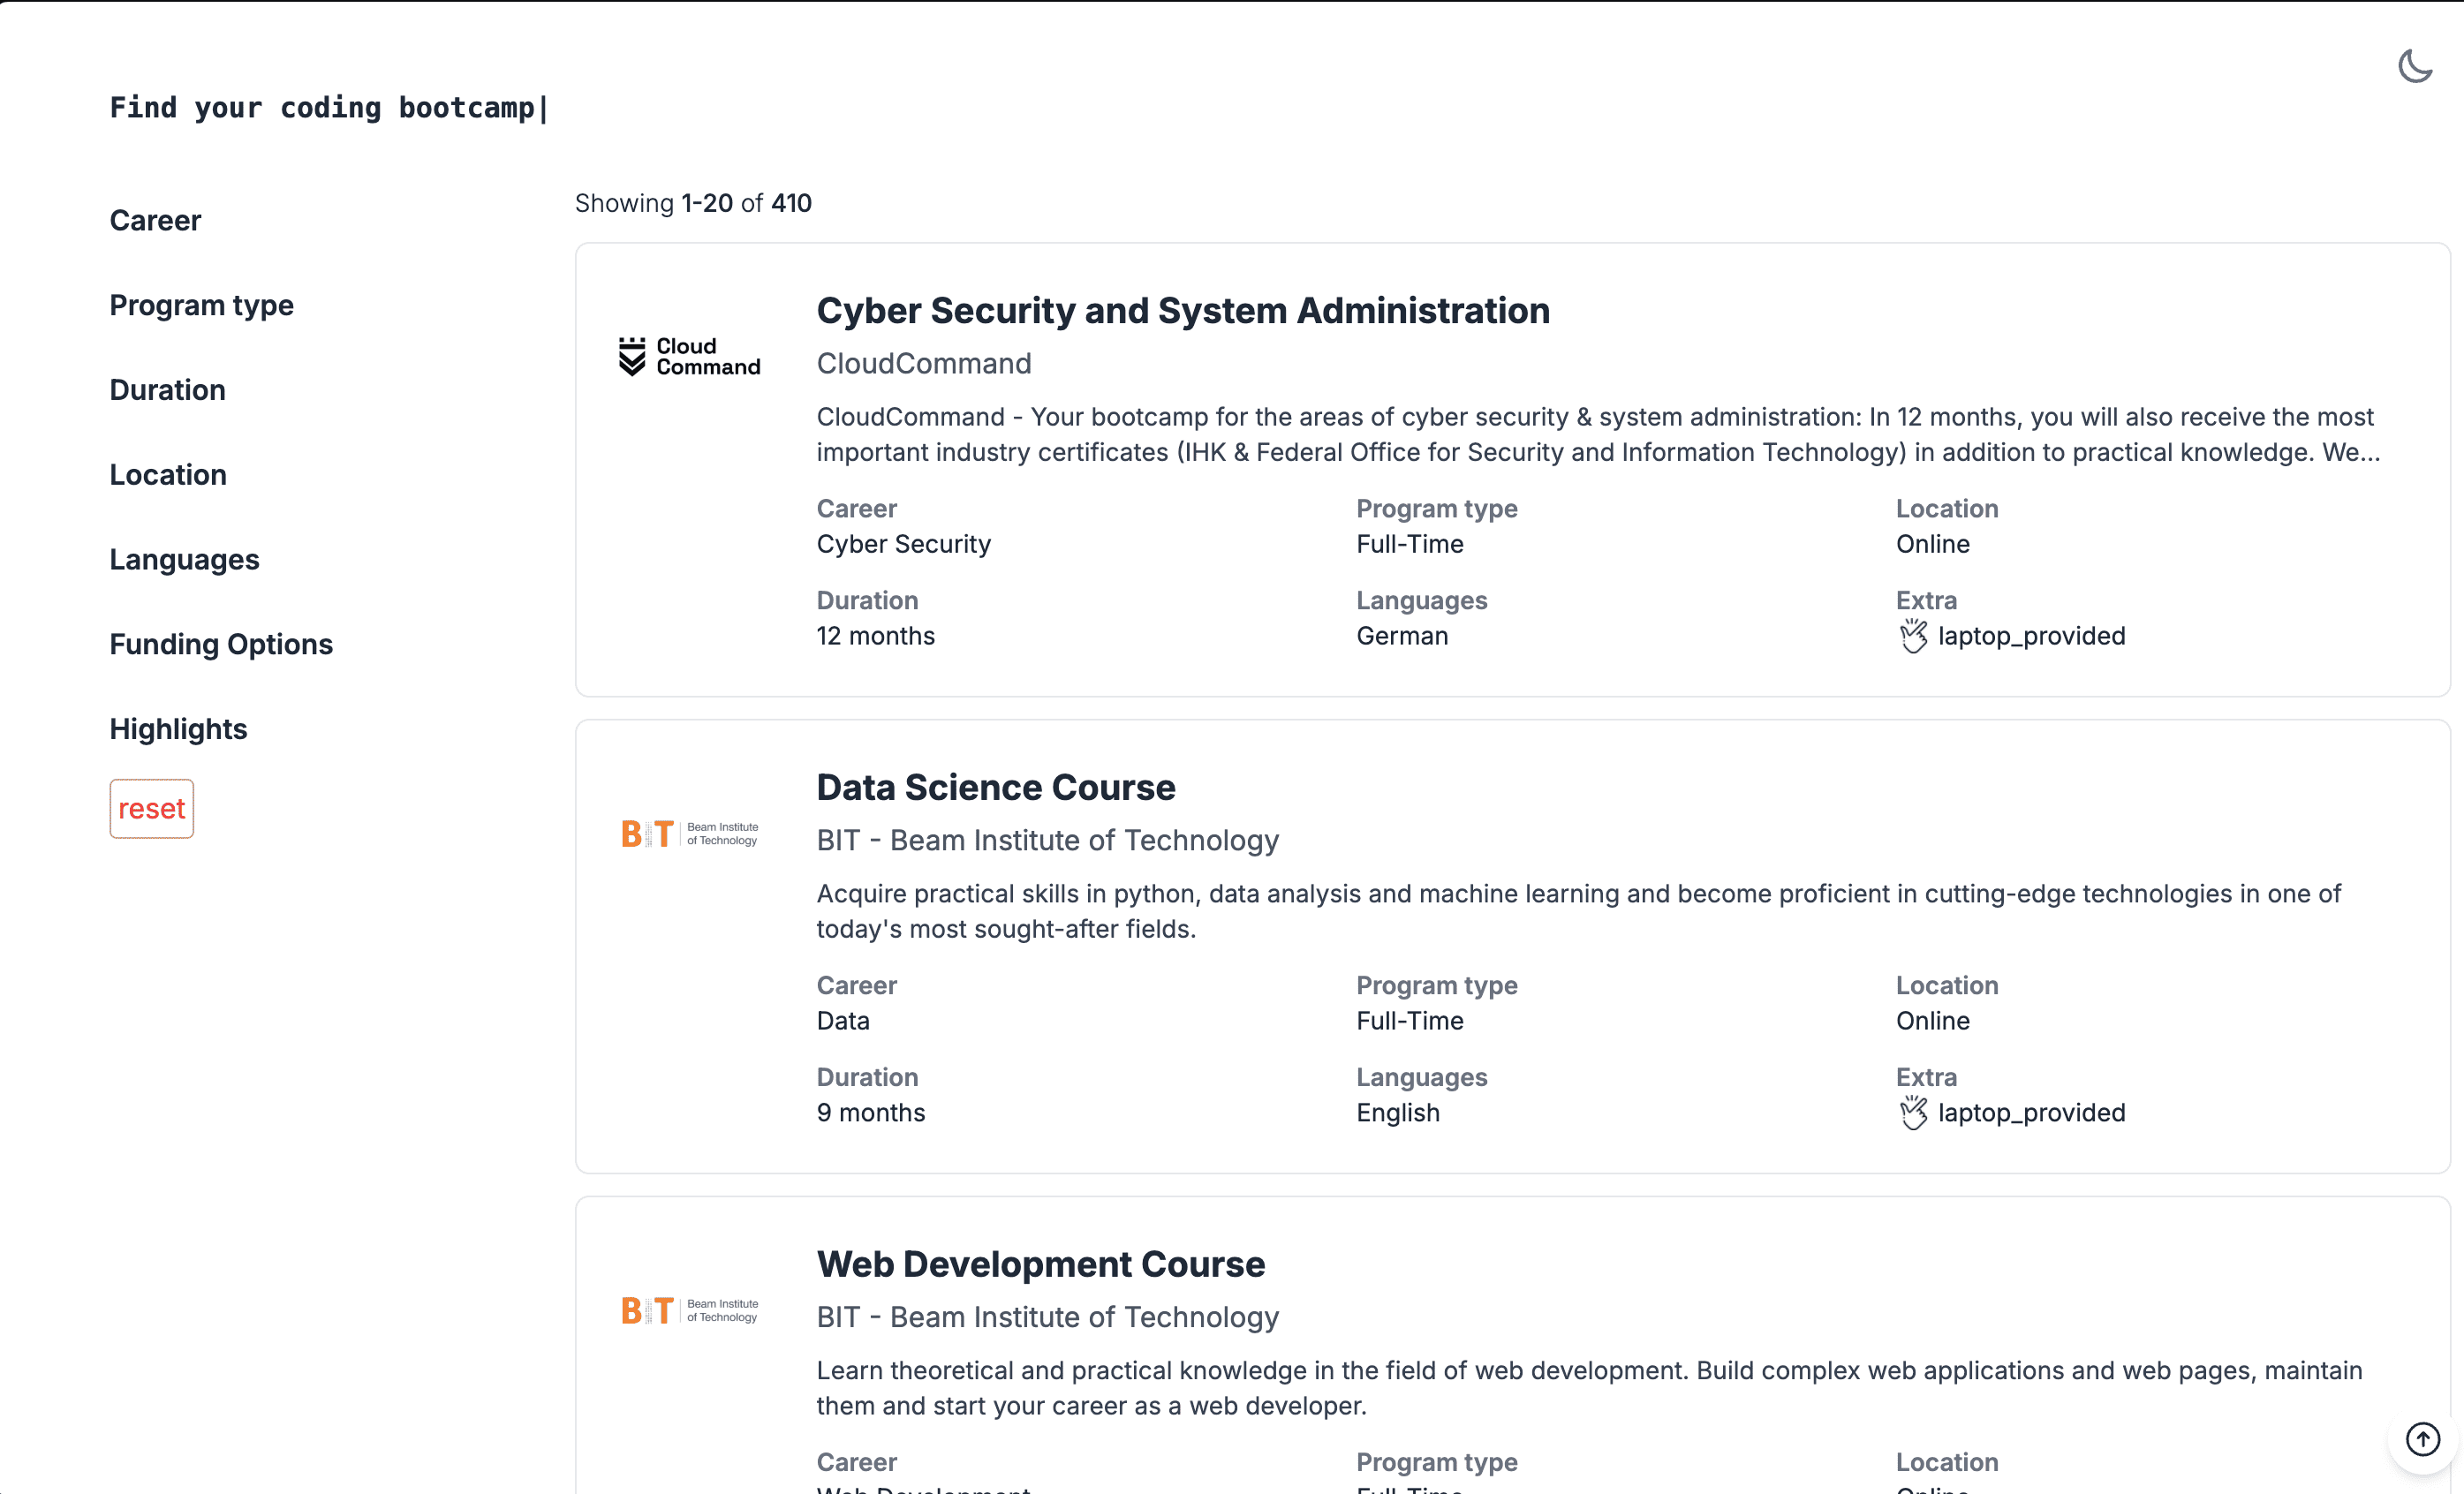 Find your coding bootcamp|
Career
Program type
Duration
Location
Languages
Funding Options
Highlights
reset
Showing 1-20 of 410
Cloud
Command
Cyber Security and System Administration
CloudCommand
CloudCommand - Your bootcamp for the areas of cyber security & system administration: In 12 months, you will also receive the most
important industry certificates (IHK & Federal Office for Security and Information Technology) in addition to practical knowledge. We...
Career Program type Location
Cyber Security Full-Time Online
Duration Languages Extra
12 months German laptop_provided
BIT Beam Institute
of Technology
Data Science Course
BIT - Beam Institute of Technology
Acquire practical skills in python, data analysis and machine learning and become proficient in cutting-edge technologies in one of
today's most sought-after fields.
Career Program type Location
Data Full-Time Online
Duration Languages Extra
9 months English laptop_provided
BIT Beam Institute
of Technology
Web Development Course
BIT - Beam Institute of Technology
Learn theoretical and practical knowledge in the field of web development. Build complex web applications and web pages, maintain
them and start your career as a web developer.
Career Program type Location
Web Development Full-Time Online